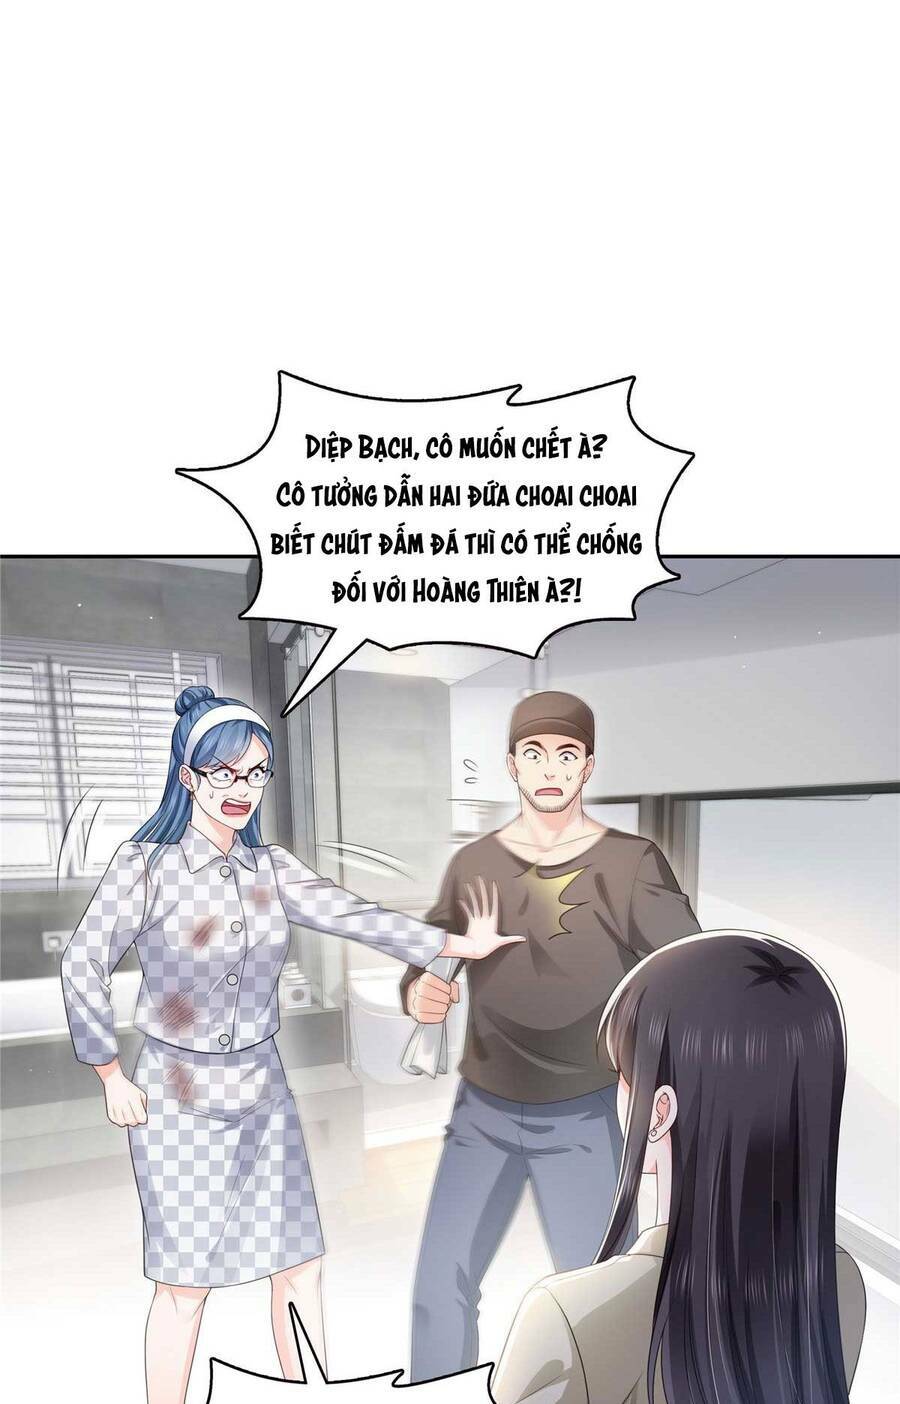 Diệp Bạch, cô muốn chết à?
Cô tưởng dẫn hai đứa choai choai
biết chút đấm đá thì có thể chống
đối với Hoàng Thiên à?!